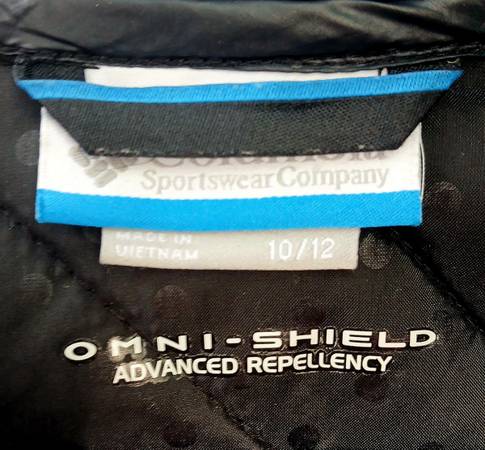 Columbia
Sportswear Company
MADE IN
VIETNAM
10/12
OMNI-SHIELD
ADVANCED REPELLENCY